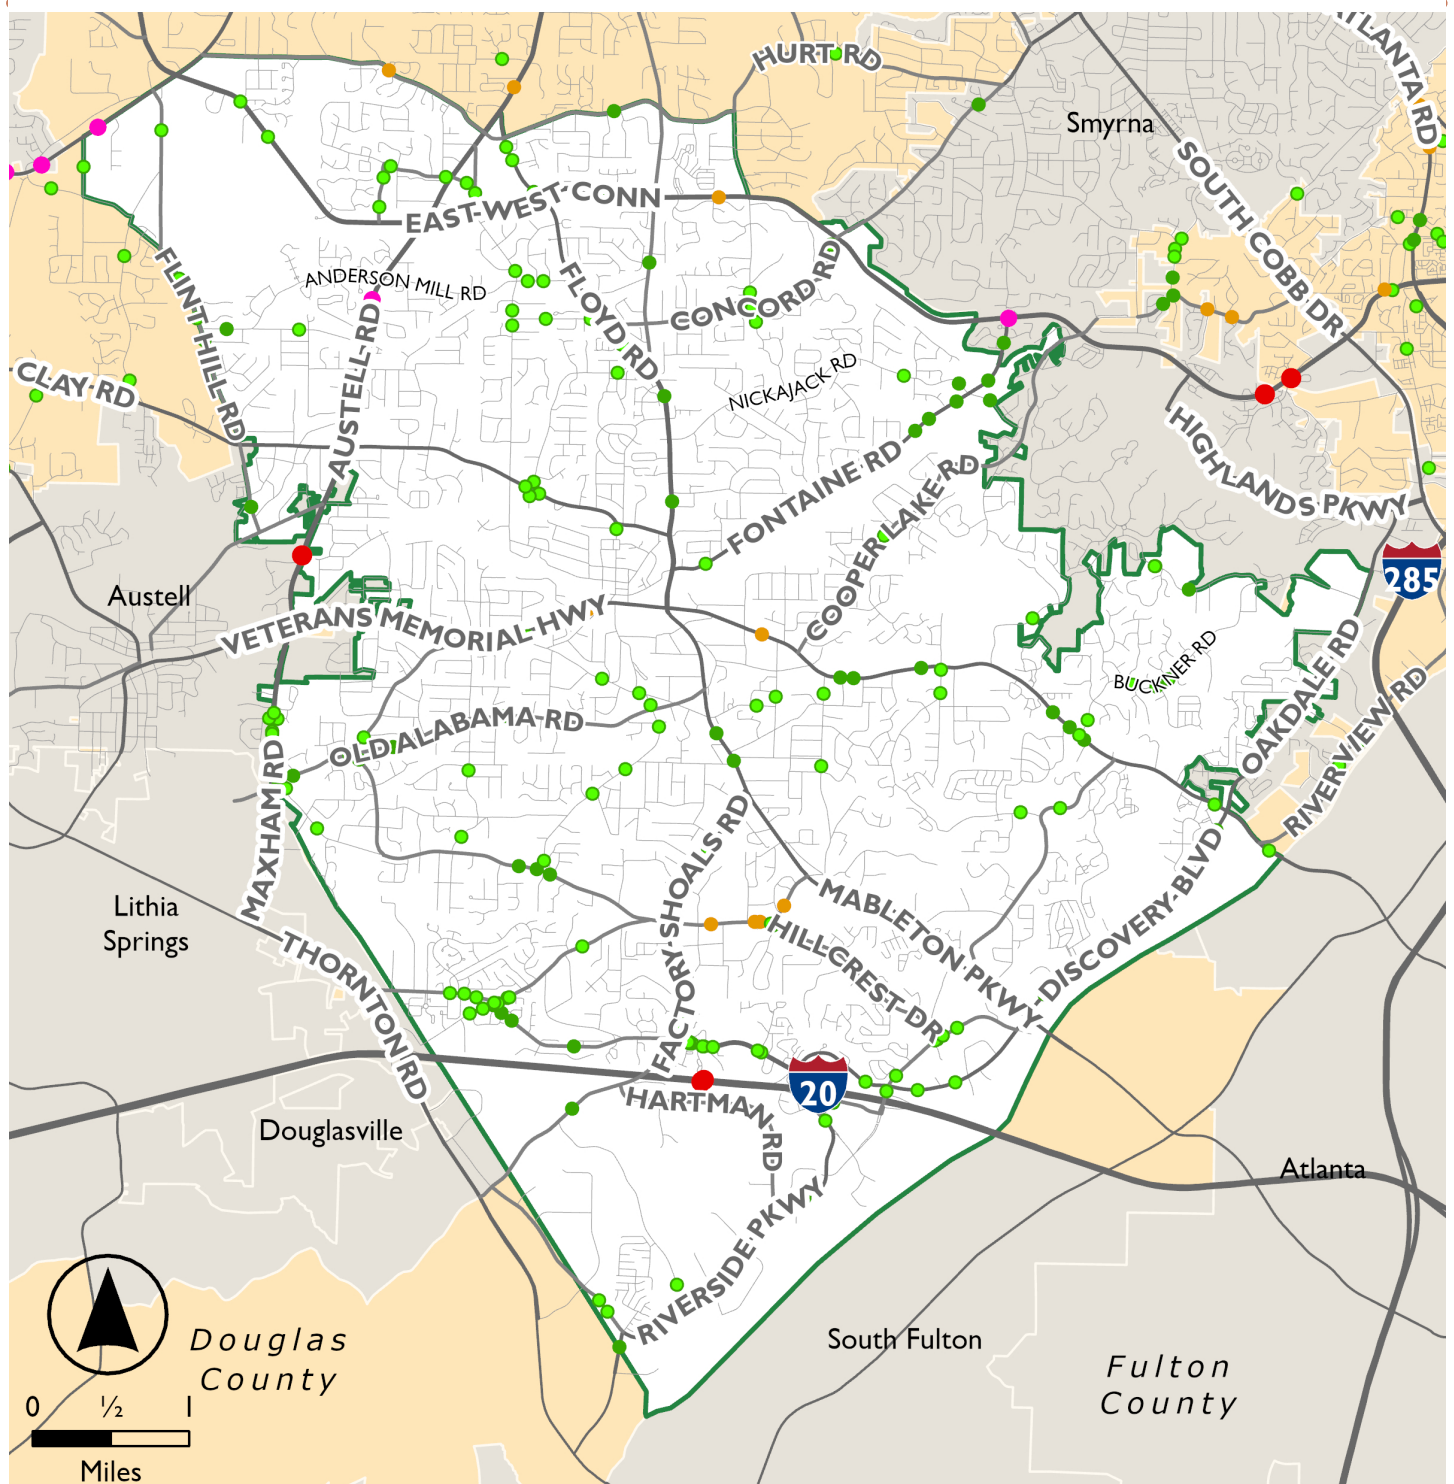 HURT RD
ATLANTA RD
Smyrna
SOUTH COBB DR
EAST-WEST CONN
ANDERSON MILL RD
FLINT HILL RD
FLOYD RD
CONCORD RD
AUSTELL RD
NICKAJACK RD
CLAY RD
FONTAINE RD
COOPER LAKE RD
HIGHLANDS PKWY
285
Austell
VETERANS MEMORIAL HWY
BUCKNER RD
OAKDALE RD
RIVERVIEW RD
OLD ALABAMA RD
MAXHAM RD
FACTORY SHOALS RD
Lithia
Springs
MABLETON PKWY
HILLCREST DR
DISCOVERY BLVD
THORNTON RD
20
HARTMAN RD
Douglasville
Atlanta
RIVERSIDE PKWY
Douglas
County
South Fulton
Fulton
County
0 ½ 1
Miles